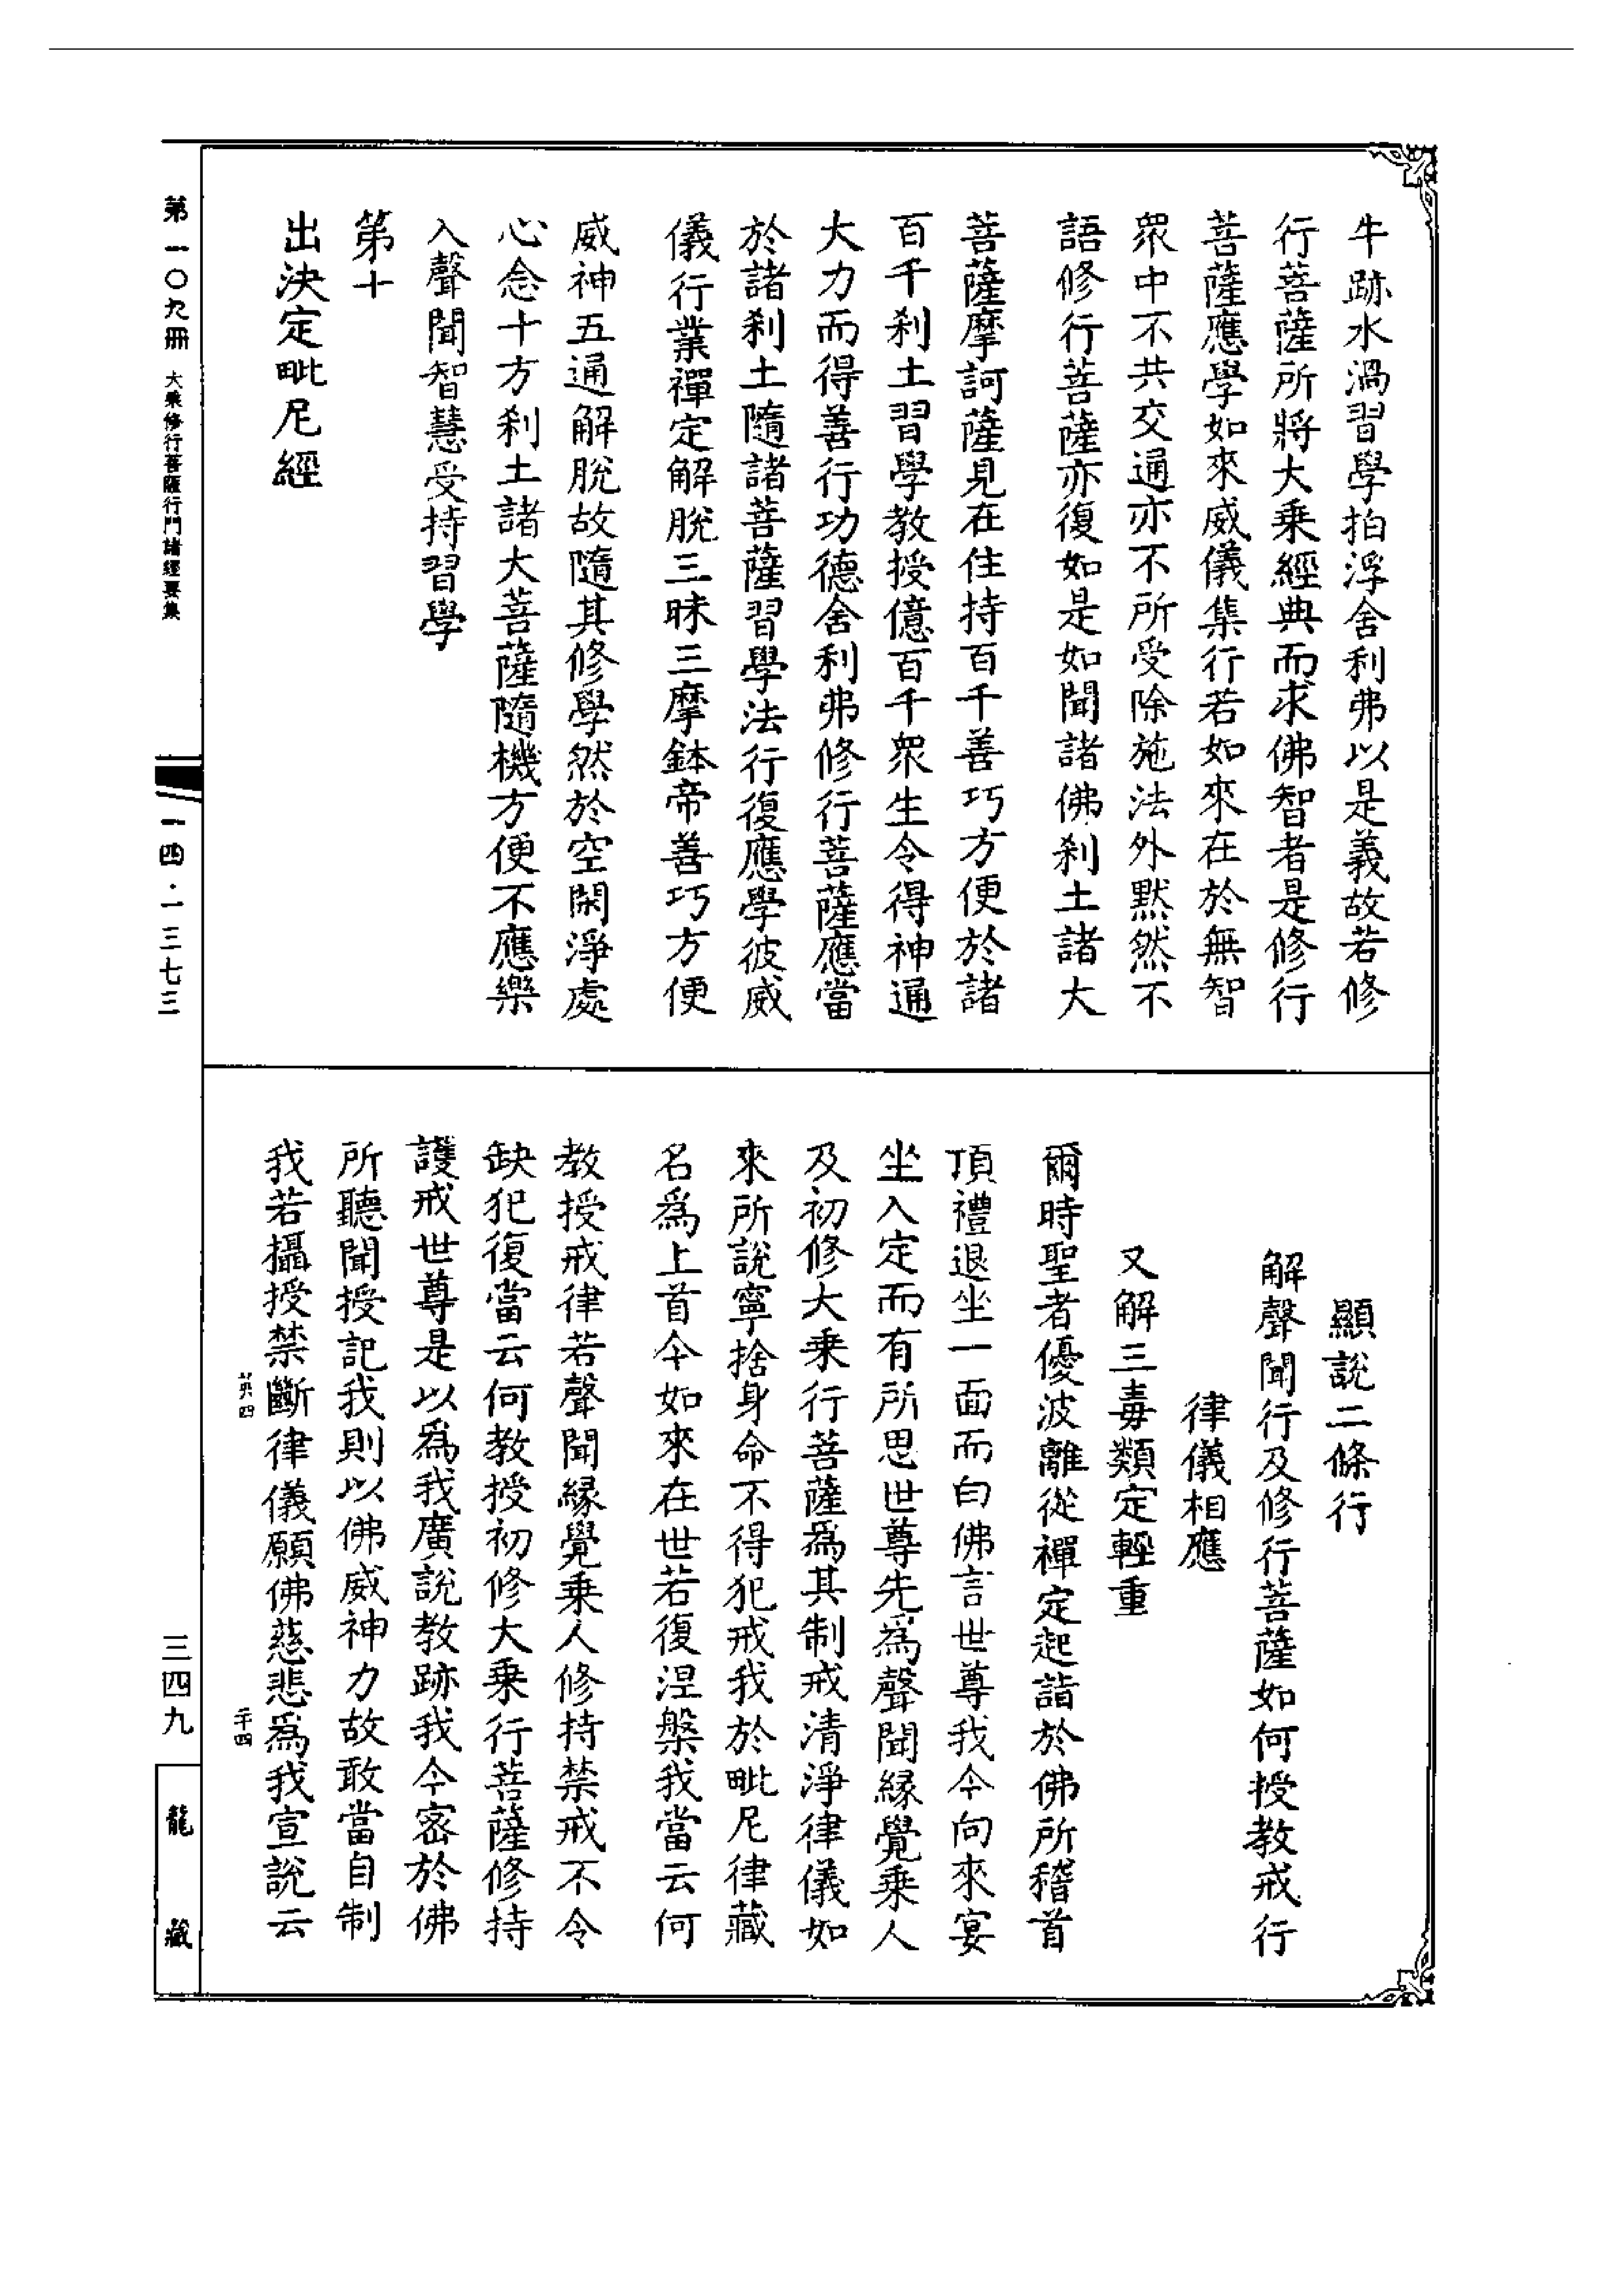 牛跡水渦習學拍浮舍利弗以是義故若修
行菩薩所將大乗經典而求佛智者是修行
菩薩應學如來威儀集行若如來在於無智
衆中不共交通亦不所受除施法外黙然不
語修行菩薩亦復如是如聞諸佛刹土諸大
菩薩摩訶薩見在住持百千善巧方便於諸
百千刹土習學教授億百千衆生令得神通
大力而得善行功德舍利弗修行菩薩應當
於諸刹土隨諸菩薩習學法行復應學彼威
儀行業禪定解脫三昧三摩鉢帝善巧方便
威神五通解脫故隨其修學然於空閑淨處
心念十方刹土諸大菩薩隨機方便不應樂
入聲聞智慧受持習學
第十
出決定毗尼經
顯説二條行
解聲聞行及修行菩薩如何授教戒行
律儀相應
又解三毒類定輕重
爾時聖者優波離從禪定起詣於佛所稽首
頂禮退坐一面而白佛言世尊我今向來宴
坐入定而有所思世尊先爲聲聞緣覺乗人
及初修大乗行菩薩爲其制戒清淨律儀如
來所說寧捨身命不得犯戒我於毗尼律藏
名爲上首今如來在世若復涅槃我當云何
教授戒律若聲聞緣覺乗人修持禁戒不令
缺犯復當云何教授初修大乗行菩薩修持
護戒世尊是以爲我廣說教跡我今密於佛
所聽聞授記我則以佛威神力故敢當自制
我若攝授禁斷律儀願佛慈悲爲我宣說云
英四
二十四
第一〇九冊 大乘修行菩薩行門諸經要集
一四·一三七三
三四九
龍藏